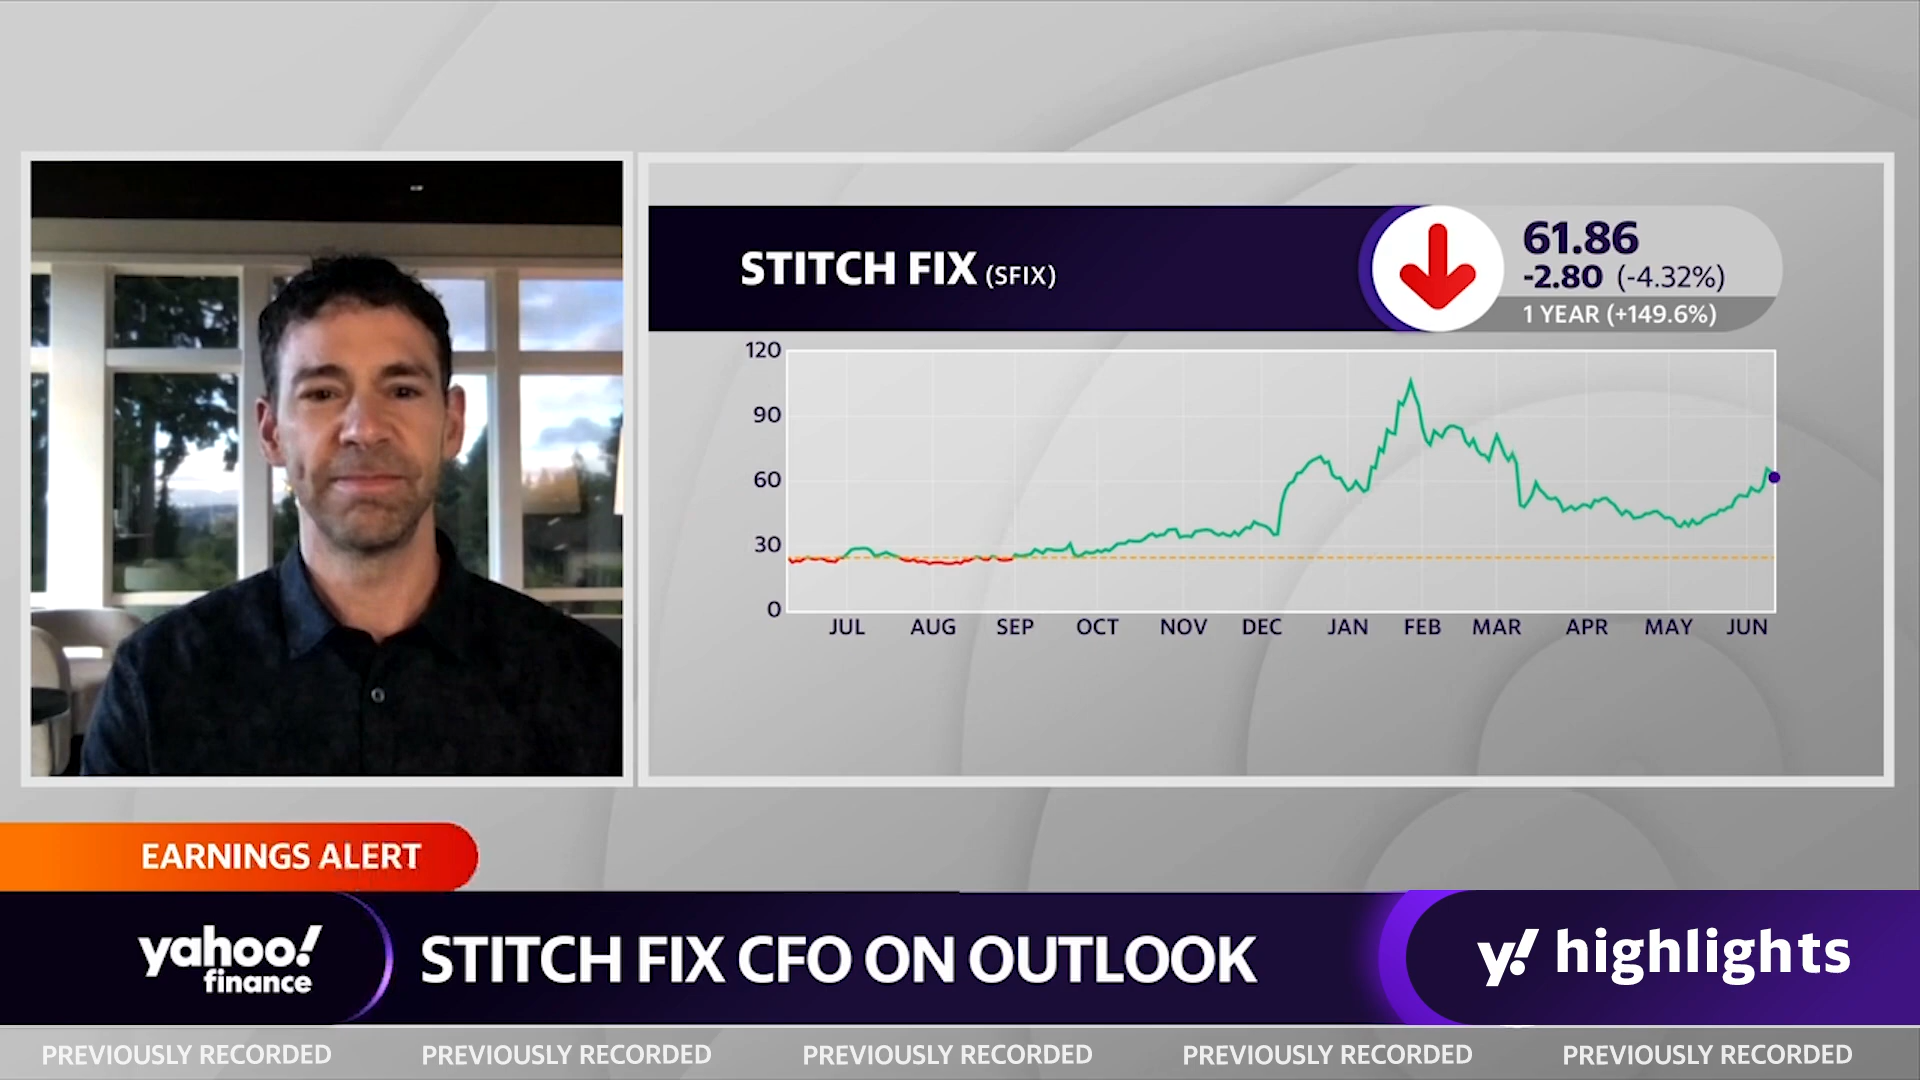 STITCH FIX (SFIX)
61.86
-2.80 (-4.32%)
1 YEAR (+149.6%)
120
90
60
30
0
JUL AUG SEP OCT NOV DEC JAN FEB MAR APR MAY JUN
EARNINGS ALERT
yahoo!
finance
STITCH FIX CFO ON OUTLOOK
y! highlights
PREVIOUSLY RECORDED PREVIOUSLY RECORDED PREVIOUSLY RECORDED PREVIOUSLY RECORDED PREVIOUSLY RECORDED